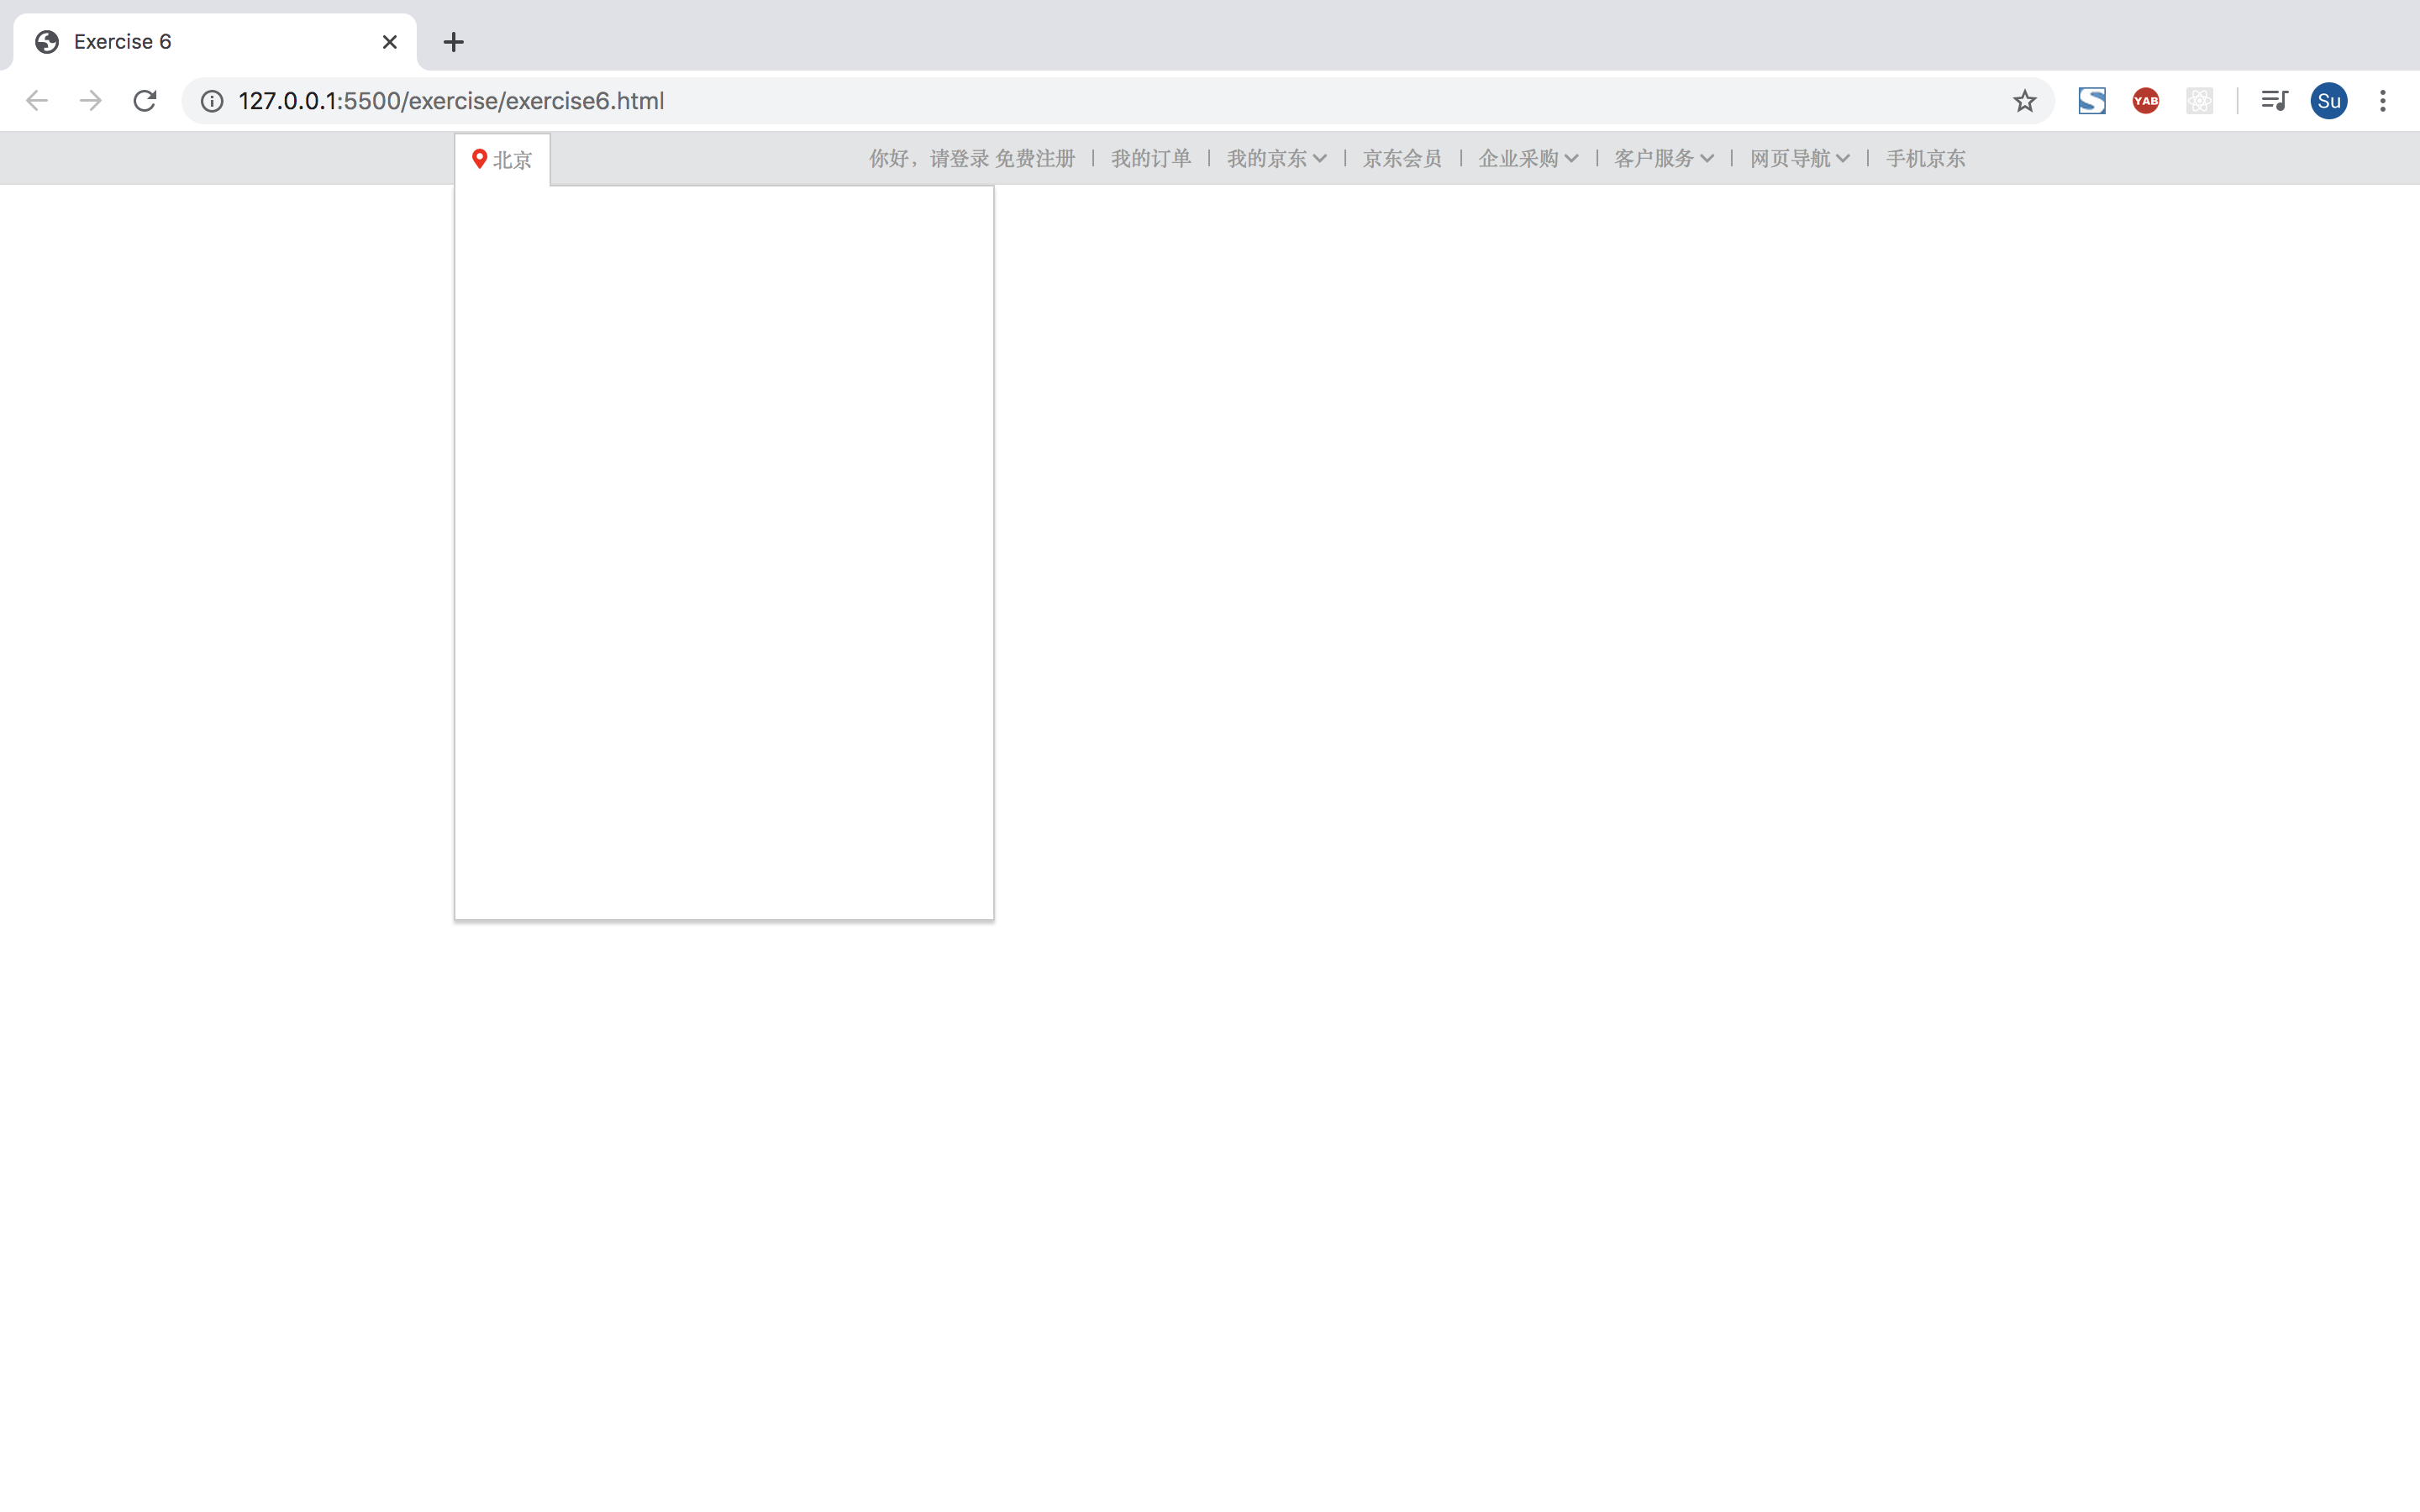 Exercise 6
127.0.0.1:5500/exercise/exercise6.html
YAB
Su
北京
你好，请登录 免费注册 | 我的订单 | 我的京东 | 京东会员 | 企业采购 | 客户服务 | 网页导航 | 手机京东